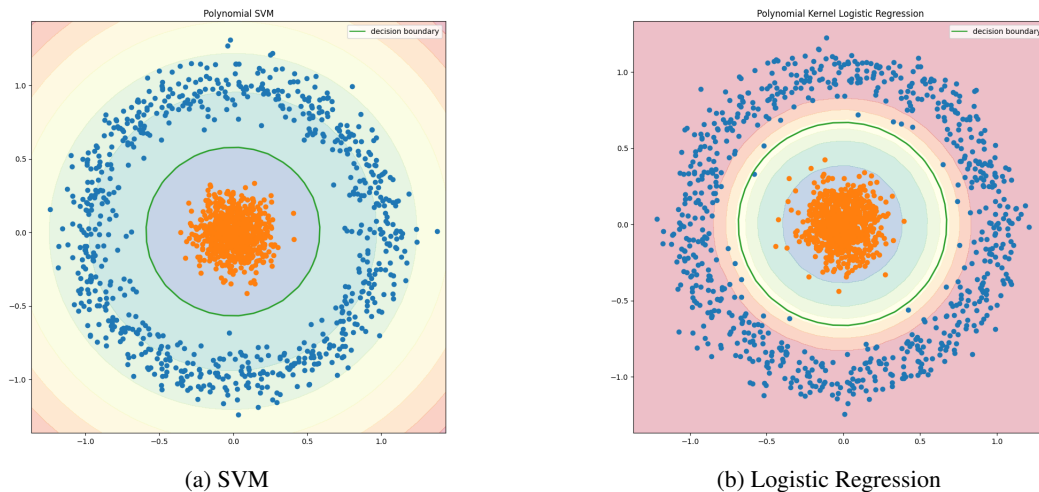 Polynomial SVM
decision boundary
1.0
0.5
0.0
−0.5
−1.0
−1.0 −0.5 0.0 0.5 1.0
(a) SVM
Polynomial Kernel Logistic Regression
decision boundary
1.0
0.5
0.0
−0.5
−1.0
−1.0 −0.5 0.0 0.5 1.0
(b) Logistic Regression